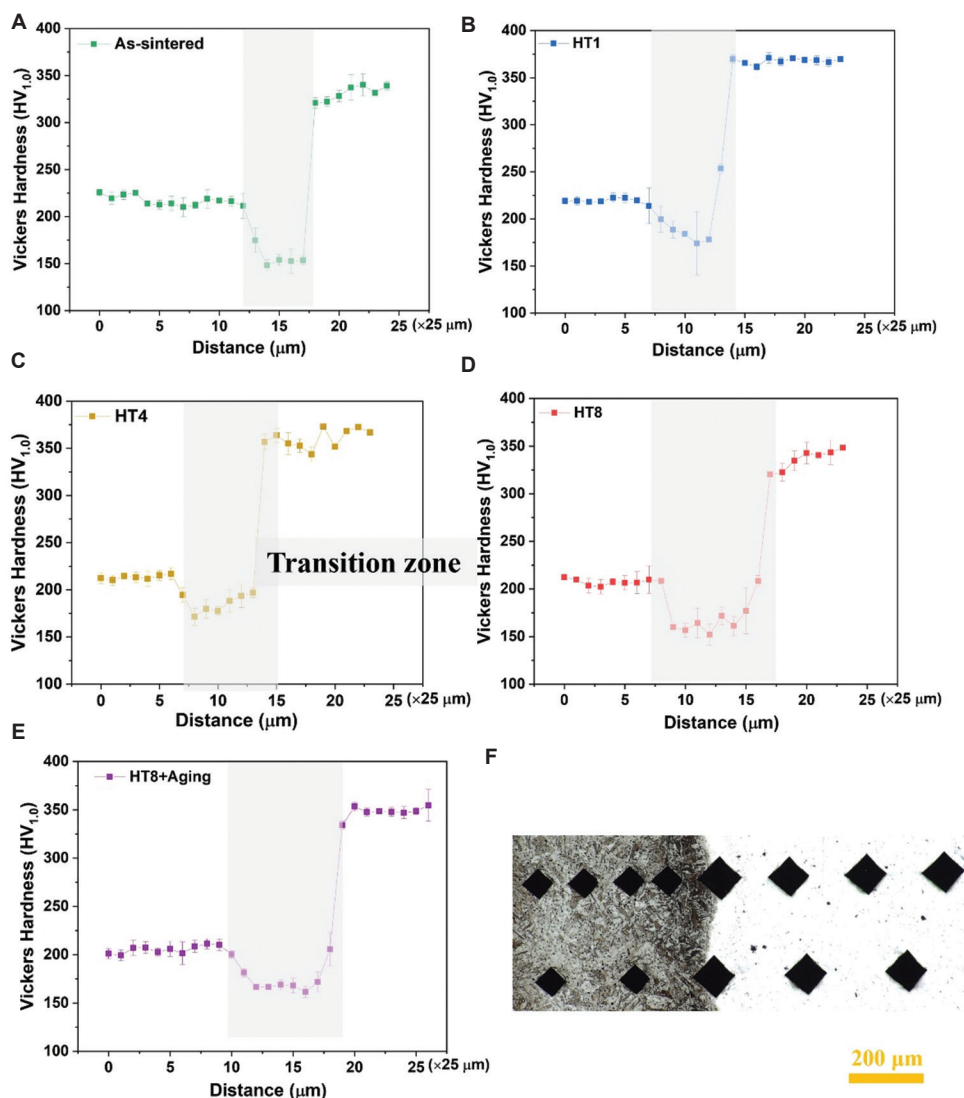 A
As-sintered
Vickers Hardness (HV1.0)
400
350
300
250
200
150
100
0
5
10
15
20
25
(×25 μm)
Distance (μm)
B
HT1
Vickers Hardness (HV1.0)
400
350
300
250
200
150
100
0
5
10
15
20
25
(×25 μm)
Distance (μm)
C
HT4
Vickers Hardness (HV1.0)
400
350
300
250
200
150
100
0
5
10
15
20
25
(×25 μm)
Distance (μm)
Transition zone
D
HT8
Vickers Hardness (HV1.0)
400
350
300
250
200
150
100
0
5
10
15
20
25
(×25 μm)
Distance (μm)
E
HT8+Aging
Vickers Hardness (HV1.0)
400
350
300
250
200
150
100
0
5
10
15
20
25
(×25 μm)
Distance (μm)
F
200 μm